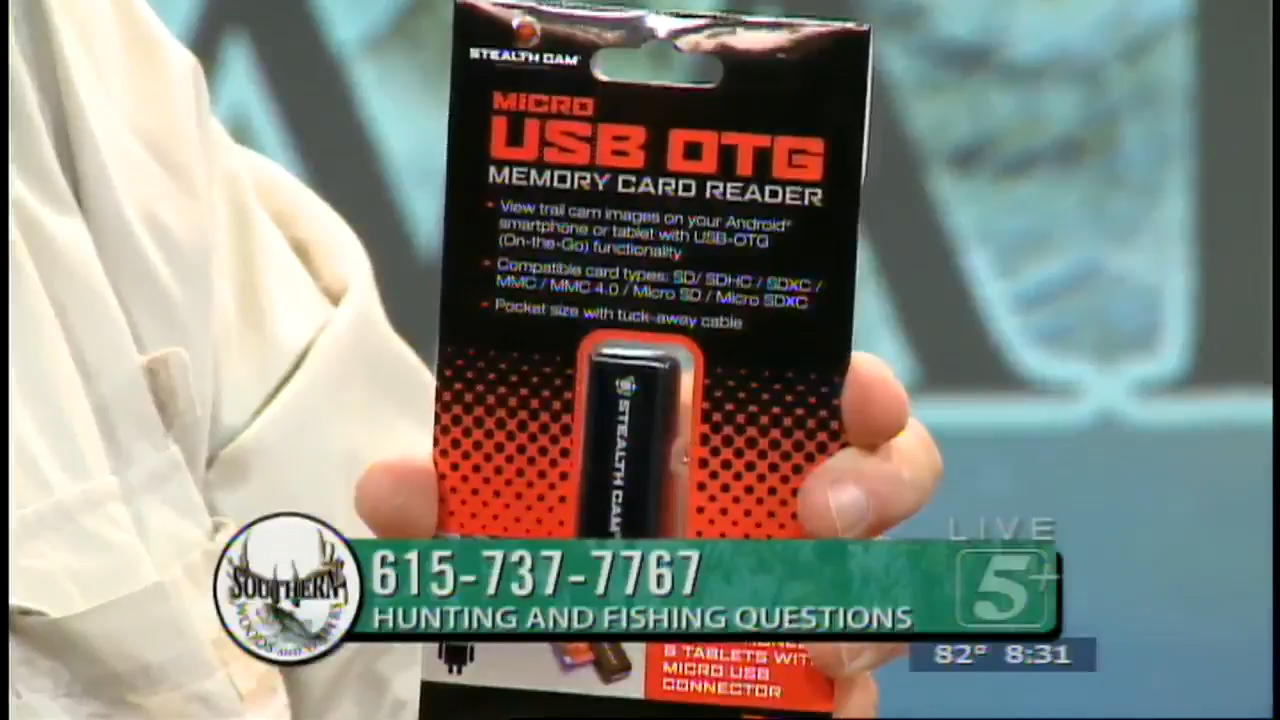 STEALTH CAM
MICRO
USB OTG
MEMORY CARD READER
• View trail cam images on your Android®
smartphone or tablet with USB-OTG
(On-the-Go) functionality
• Compatible card types: SD/ SDHC / SDXC /
MMC / MMC 4.0 / Micro SD / Micro SDXC
• Pocket size with tuck-away cable
STEALTH CAM
615-737-7767
HUNTING AND FISHING QUESTIONS
SOUTHERN
WOODS and
LIVE
5+
& TABLETS WITH
MICRO USB
CONNECTOR
82° 8:31